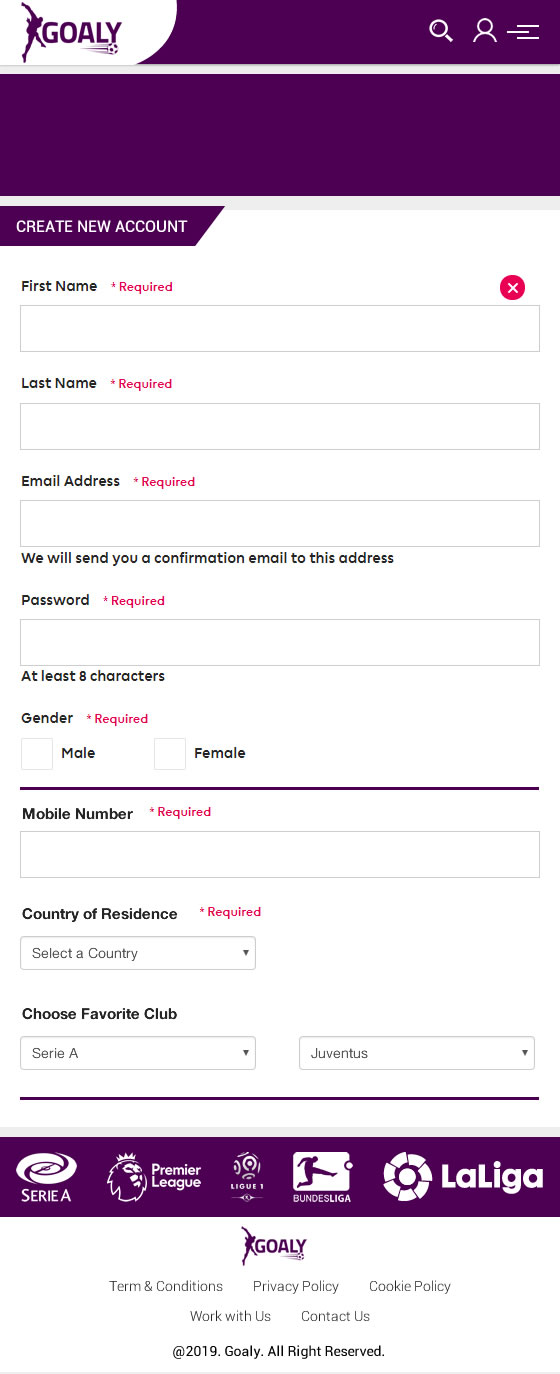 GOALY
CREATE NEW ACCOUNT
First Name * Required
Last Name * Required
Email Address * Required
We will send you a confirmation email to this address
Password * Required
At least 8 characters
Gender * Required
Male Female
Mobile Number * Required
Country of Residence * Required
Select a Country
Choose Favorite Club
Serie A Juventus
SERIE A Premier League LIGUE 1 BUNDESLIGA LaLiga
GOALY
Term & Conditions Privacy Policy Cookie Policy
Work with Us Contact Us
@2019. Goaly. All Right Reserved.